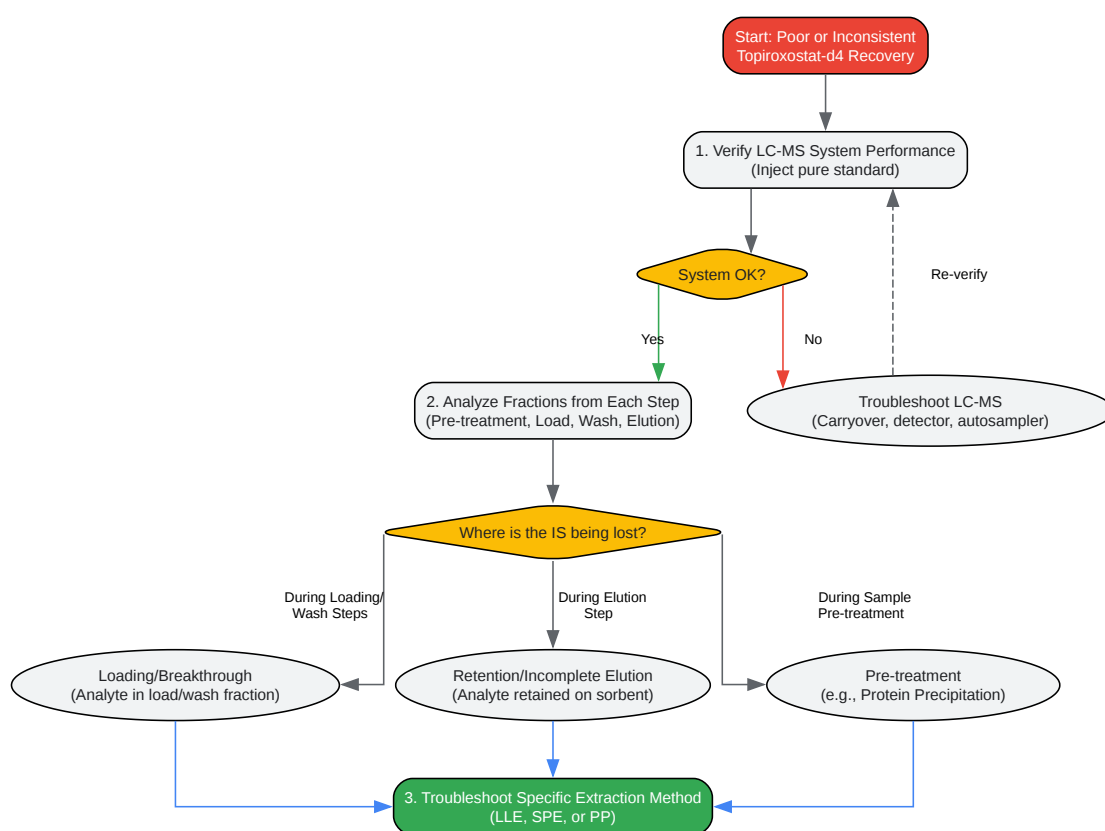 Start: Poor or Inconsistent
Topiroxostat-d4 Recovery
1. Verify LC-MS System Performance
(Inject pure standard)
System OK?
Re-verify
Yes
No
2. Analyze Fractions from Each Step
(Pre-treatment, Load, Wash, Elution)
Troubleshoot LC-MS
(Carryover, detector, autosampler)
Where is the IS being lost?
During Loading/
Wash Steps
During Elution
Step
During Sample
Pre-treatment
Loading/Breakthrough
(Analyte in load/wash fraction)
Retention/Incomplete Elution
(Analyte retained on sorbent)
Pre-treatment
(e.g., Protein Precipitation)
3. Troubleshoot Specific Extraction Method
(LLE, SPE, or PP)